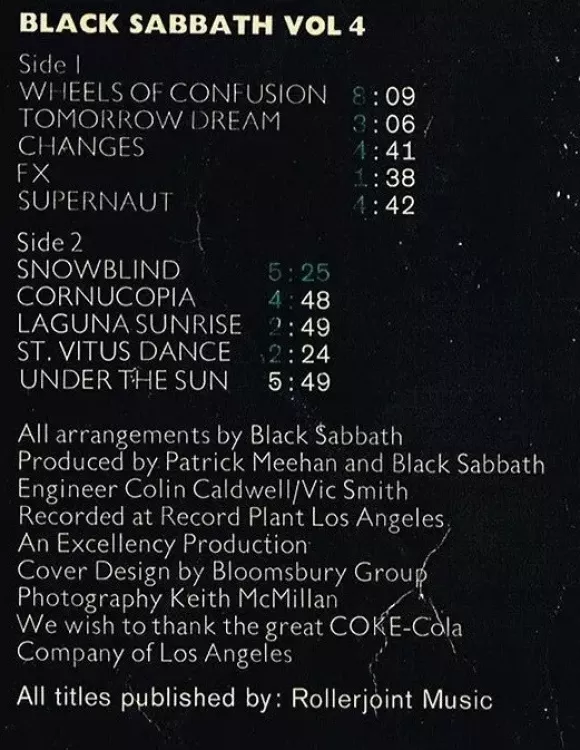 BLACK SABBATH VOL 4
Side 1
WHEELS OF CONFUSION 8:09
TOMORROW DREAM 3:06
CHANGES 4:41
FX 1:38
SUPERNAUT 4:42
Side 2
SNOWBLIND 5:25
CORNUCOPIA 4:48
LAGUNA SUNRISE 2:49
ST. VITUS DANCE 2:24
UNDER THE SUN 5:49
All arrangements by Black Sabbath
Produced by Patrick Meehan and Black Sabbath
Engineer Colin Caldwell/Vic Smith
Recorded at Record Plant Los Angeles
An Excellency Production
Cover Design by Bloomsbury Group
Photography Keith McMillan
We wish to thank the great COKE-Cola
Company of Los Angeles
All titles published by: Rollerjoint Music